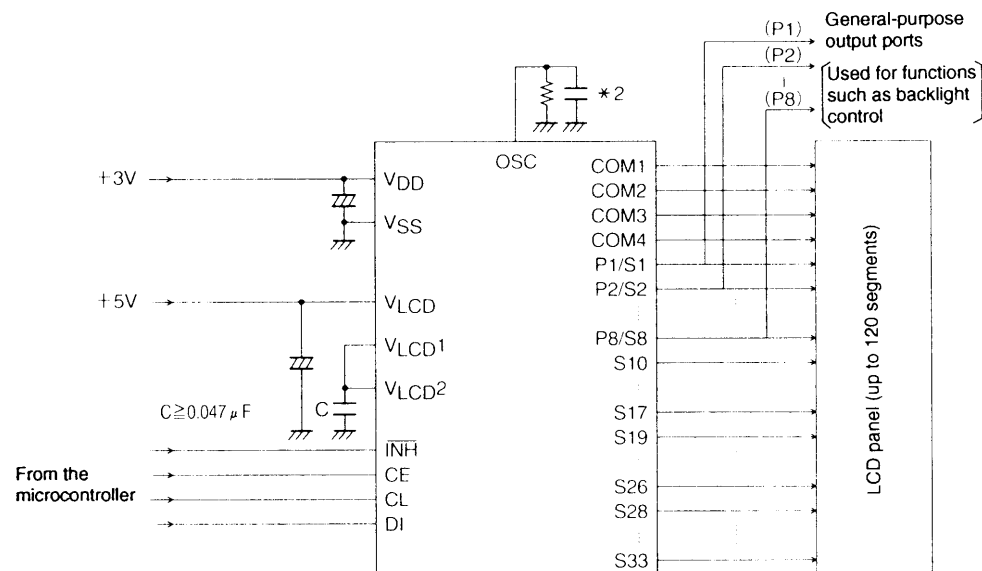 General-purpose
output ports
(P1)
(P2)
(P8)
Used for functions
such as backlight
control
*2
OSC
+3V
VDD
VSS
+5V
VLCD
VLCD1
VLCD2
C
C≧0.047μF
From the
microcontroller
INH
CE
CL
DI
COM1
COM2
COM3
COM4
P1/S1
P2/S2
P8/S8
S10
S17
S19
S26
S28
S33
LCD panel (up to 120 segments)